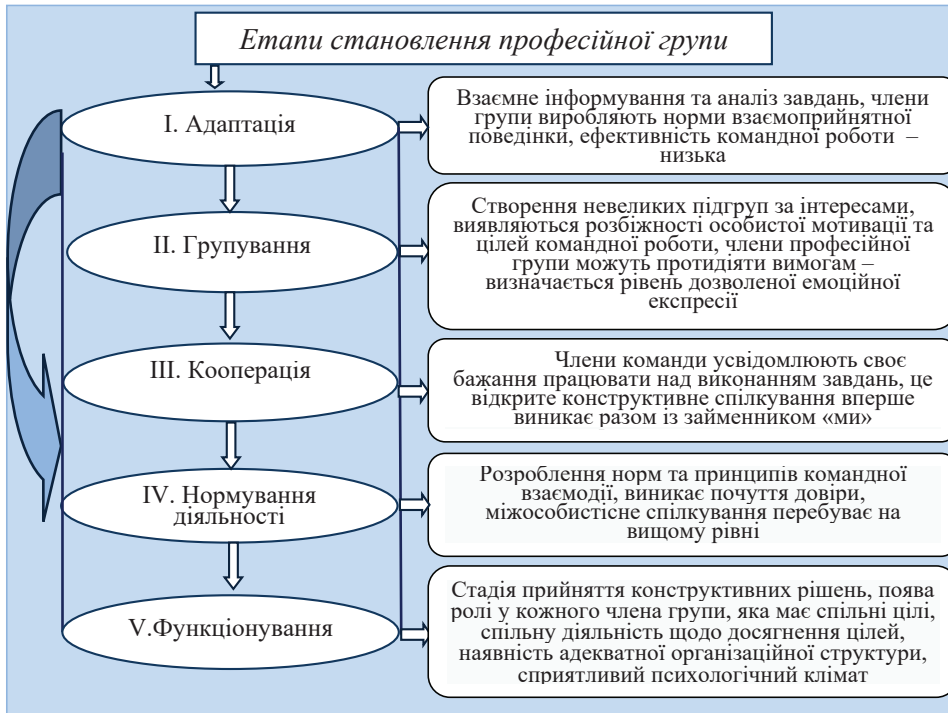 Етапи становлення професійної групи
І. Адаптація
Взаємне інформування та аналіз завдань, члени
групи виробляють норми взаємоприйнятної
поведінки, ефективність командної роботи –
низька
ІІ. Групування
Створення невеликих підгруп за інтересами,
виявляються розбіжності особистої мотивації та
цілей командної роботи, члени професійної
групи можуть протидіяти вимогам –
визначається рівень дозволеної емоційної
експресії
ІІІ. Кооперація
Члени команди усвідомлюють своє
бажання працювати над виконанням завдань, це
відкрите конструктивне спілкування вперше
виникає разом із займенником «ми»
IV. Нормування
діяльності
Розроблення норм та принципів командної
взаємодії, виникає почуття довіри,
міжособистісне спілкування перебуває на
вищому рівні
V.Функціонування
Стадія прийняття конструктивних рішень, поява
ролі у кожного члена групи, яка має спільні цілі,
спільну діяльність щодо досягнення цілей,
наявність адекватної організаційної структури,
сприятливий психологічний клімат